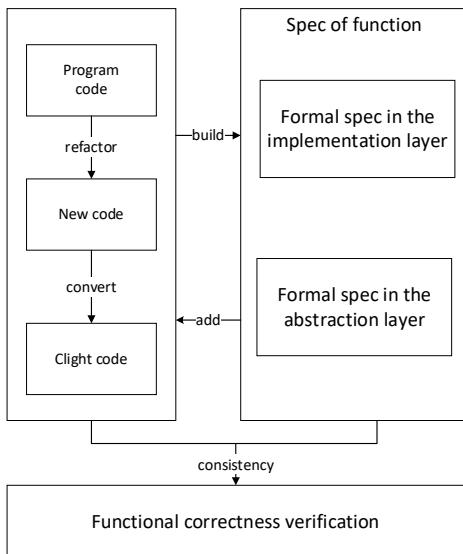 Program
code
refactor
New code
convert
Clight code
build
add
Spec of function
Formal spec in the
implementation layer
Formal spec in the
abstraction layer
consistency
Functional correctness verification